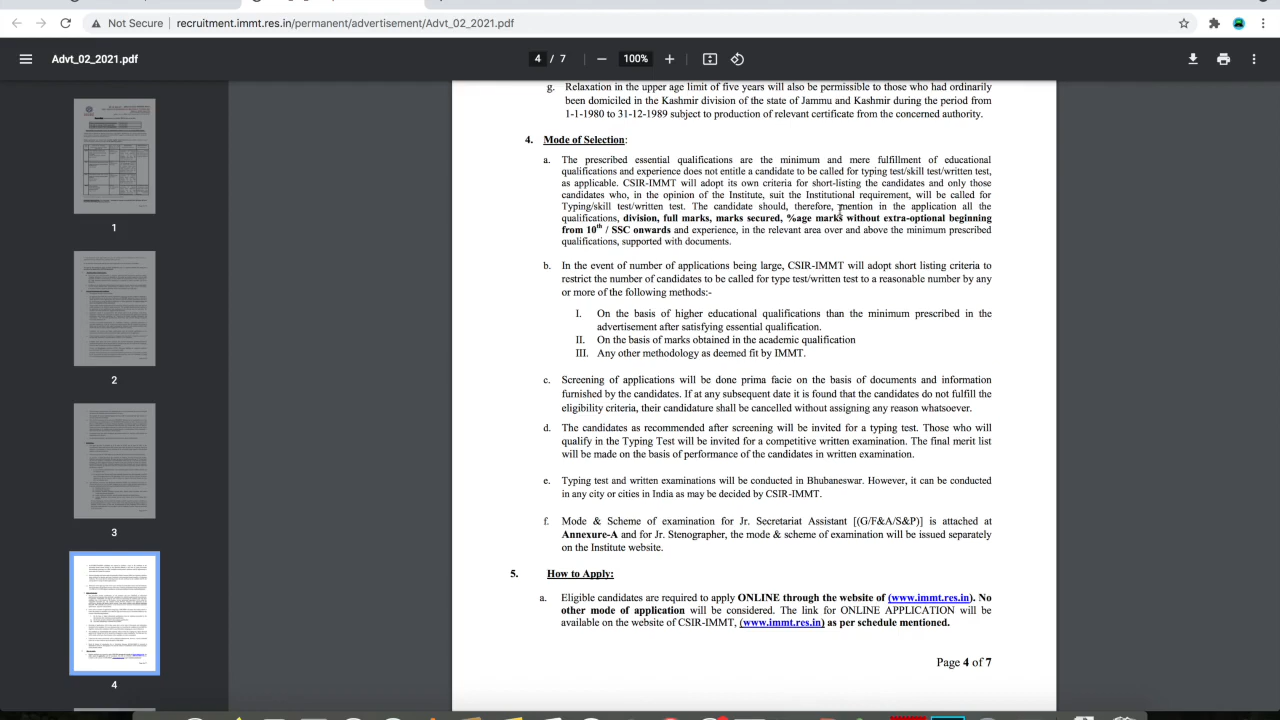 Not Secure
recruitment.immt.res.in/permanent/advertisement/Advt_02_2021.pdf
Advt_02_2021.pdf
4 / 7
100%
1
2
3
4
g. Relaxation in the upper age limit of five years will also be permissible to those who had ordinarily
been domiciled in the Kashmir division of the state of Jammu and Kashmir during the period from
1-1-1980 to 31-12-1989 subject to production of relevant certificate from the concerned authority.
4. Mode of Selection:
a. The prescribed essential qualifications are the minimum and mere fulfillment of educational
qualifications and experience does not entitle a candidate to be called for typing test/skill test/written test,
as applicable. CSIR-IMMT will adopt its own criteria for short-listing the candidates and only those
candidates who, in the opinion of the Institute, suit the Institutional requirement, will be called for
Typing/skill test/written test. The candidate should, therefore, mention in the application all the
qualifications, division, full marks, marks secured, %age marks without extra-optional beginning
from 10th / SSC onwards and experience, in the relevant area over and above the minimum prescribed
qualifications, supported with documents.
b. In the event of number of applications being large, CSIR-IMMT will adopt short listing criteria to
restrict the number of candidates to be called for type test/written test to a reasonable number by any
or more of the following methods:-
I. On the basis of higher educational qualifications than the minimum prescribed in the
advertisement after satisfying essential qualification.
II. On the basis of marks obtained in the academic qualification
III. Any other methodology as deemed fit by IMMT.
c. Screening of applications will be done prima facie on the basis of documents and information
furnished by the candidates. If at any subsequent date it is found that the candidates do not fulfill the
eligibility criteria, their candidature shall be cancelled without assigning any reason whatsoever.
d. The candidates as recommended after screening will be invited for a typing test. Those who will
qualify in the Typing Test will be invited for a competitive written examination. The final merit list
will be made on the basis of performance of the candidates in written examination.
e. Typing test and written examinations will be conducted in Bhubaneswar. However, it can be conducted
in any city or cities in India as may be decided by CSIR-IMMT.
f. Mode & Scheme of examination for Jr. Secretariat Assistant [(G/F&A/S&P)] is attached at
Annexure-A and for Jr. Stenographer, the mode & scheme of examination will be issued separately
on the Institute website.
5. How to Apply:
a. Eligible candidates are required to apply ONLINE through the website of (www.immt.res.in). No
other mode of application will be considered. The link for ONLINE APPLICATION will be
available on the website of CSIR-IMMT, (www.immt.res.in) as per schedule mentioned.
Page 4 of 7